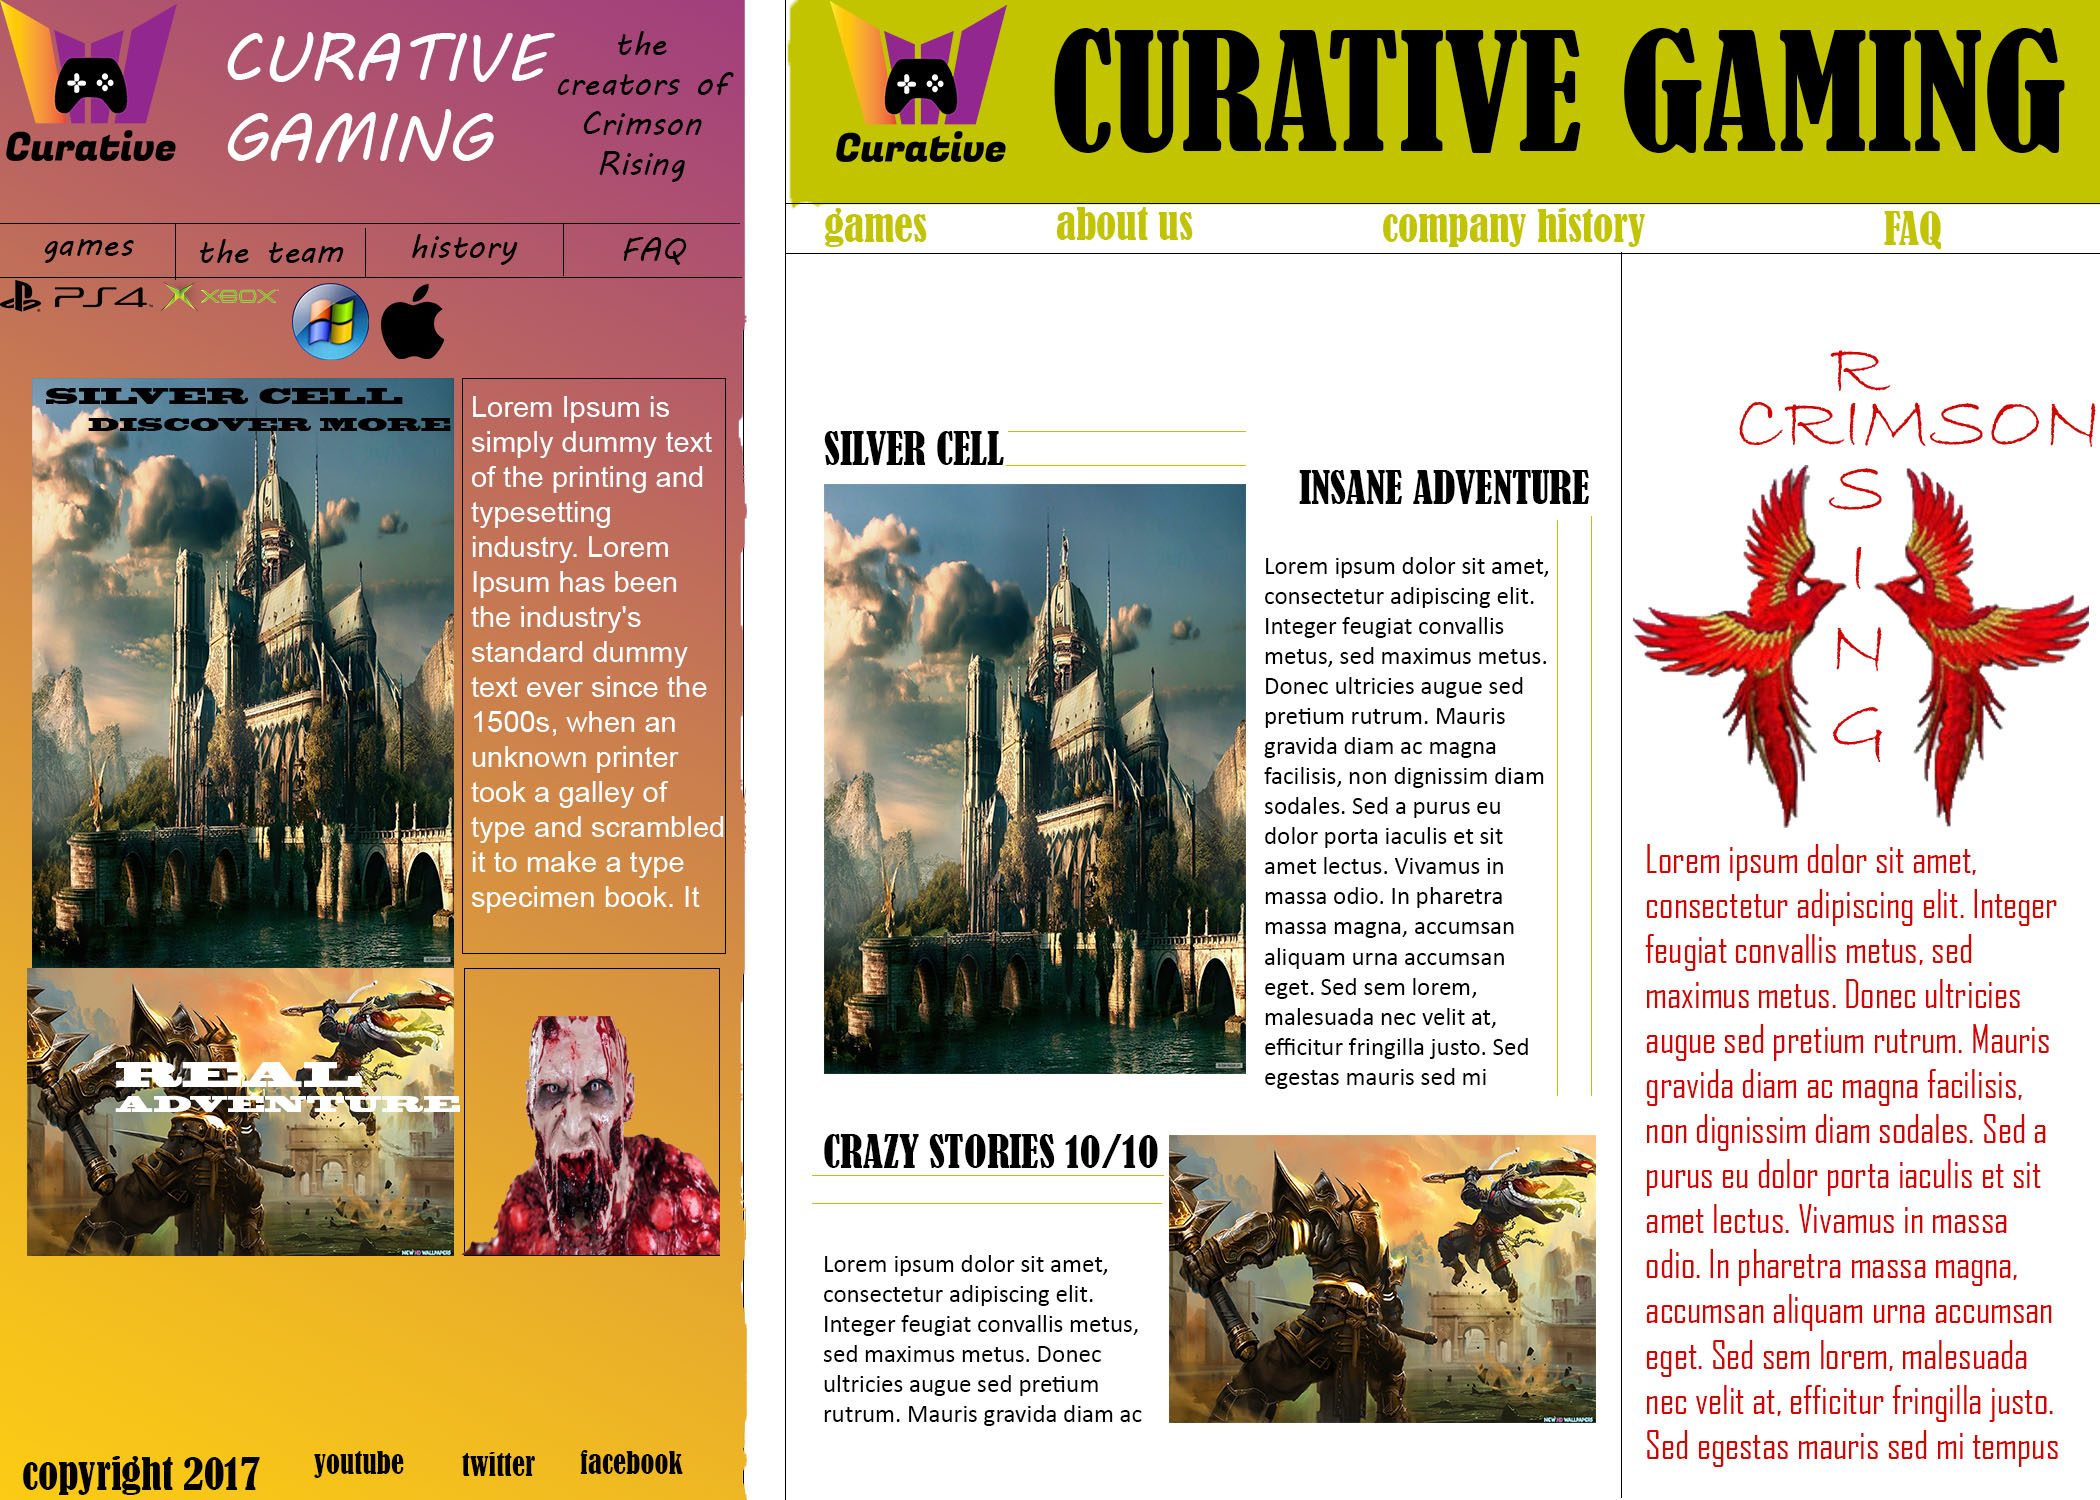 Curative
CURATIVE
GAMING
the
creators of
Crimson
Rising
games
the team
history
FAQ
PS4
XBOX
SILVER CELL
DISCOVER MORE
Lorem Ipsum is
simply dummy text
of the printing and
typesetting
industry. Lorem
Ipsum has been
the industry's
standard dummy
text ever since the
1500s, when an
unknown printer
took a galley of
type and scrambled
it to make a type
specimen book. It
REAL
ADVENTURE
NEW HD WALLPAPERS
copyright 2017
youtube
twitter
facebook
Curative
CURATIVE GAMING
games
about us
company history
FAQ
SILVER CELL
INSANE ADVENTURE
Lorem ipsum dolor sit amet,
consectetur adipiscing elit.
Integer feugiat convallis
metus, sed maximus metus.
Donec ultricies augue sed
pretium rutrum. Mauris
gravida diam ac magna
facilisis, non dignissim diam
sodales. Sed a purus eu
dolor porta iaculis et sit
amet lectus. Vivamus in
massa odio. In pharetra
massa magna, accumsan
aliquam urna accumsan
eget. Sed sem lorem,
malesuada nec velit at,
efficitur fringilla justo. Sed
egestas mauris sed mi
CRAZY STORIES 10/10
Lorem ipsum dolor sit amet,
consectetur adipiscing elit.
Integer feugiat convallis metus,
sed maximus metus. Donec
ultricies augue sed pretium
rutrum. Mauris gravida diam ac
NEW HD WALLPAPERS
CRIMSON
RISING
Lorem ipsum dolor sit amet,
consectetur adipiscing elit. Integer
feugiat convallis metus, sed
maximus metus. Donec ultricies
augue sed pretium rutrum. Mauris
gravida diam ac magna facilisis,
non dignissim diam sodales. Sed a
purus eu dolor porta iaculis et sit
amet lectus. Vivamus in massa
odio. In pharetra massa magna,
accumsan aliquam urna accumsan
eget. Sed sem lorem, malesuada
nec velit at, efficitur fringilla justo.
Sed egestas mauris sed mi tempus